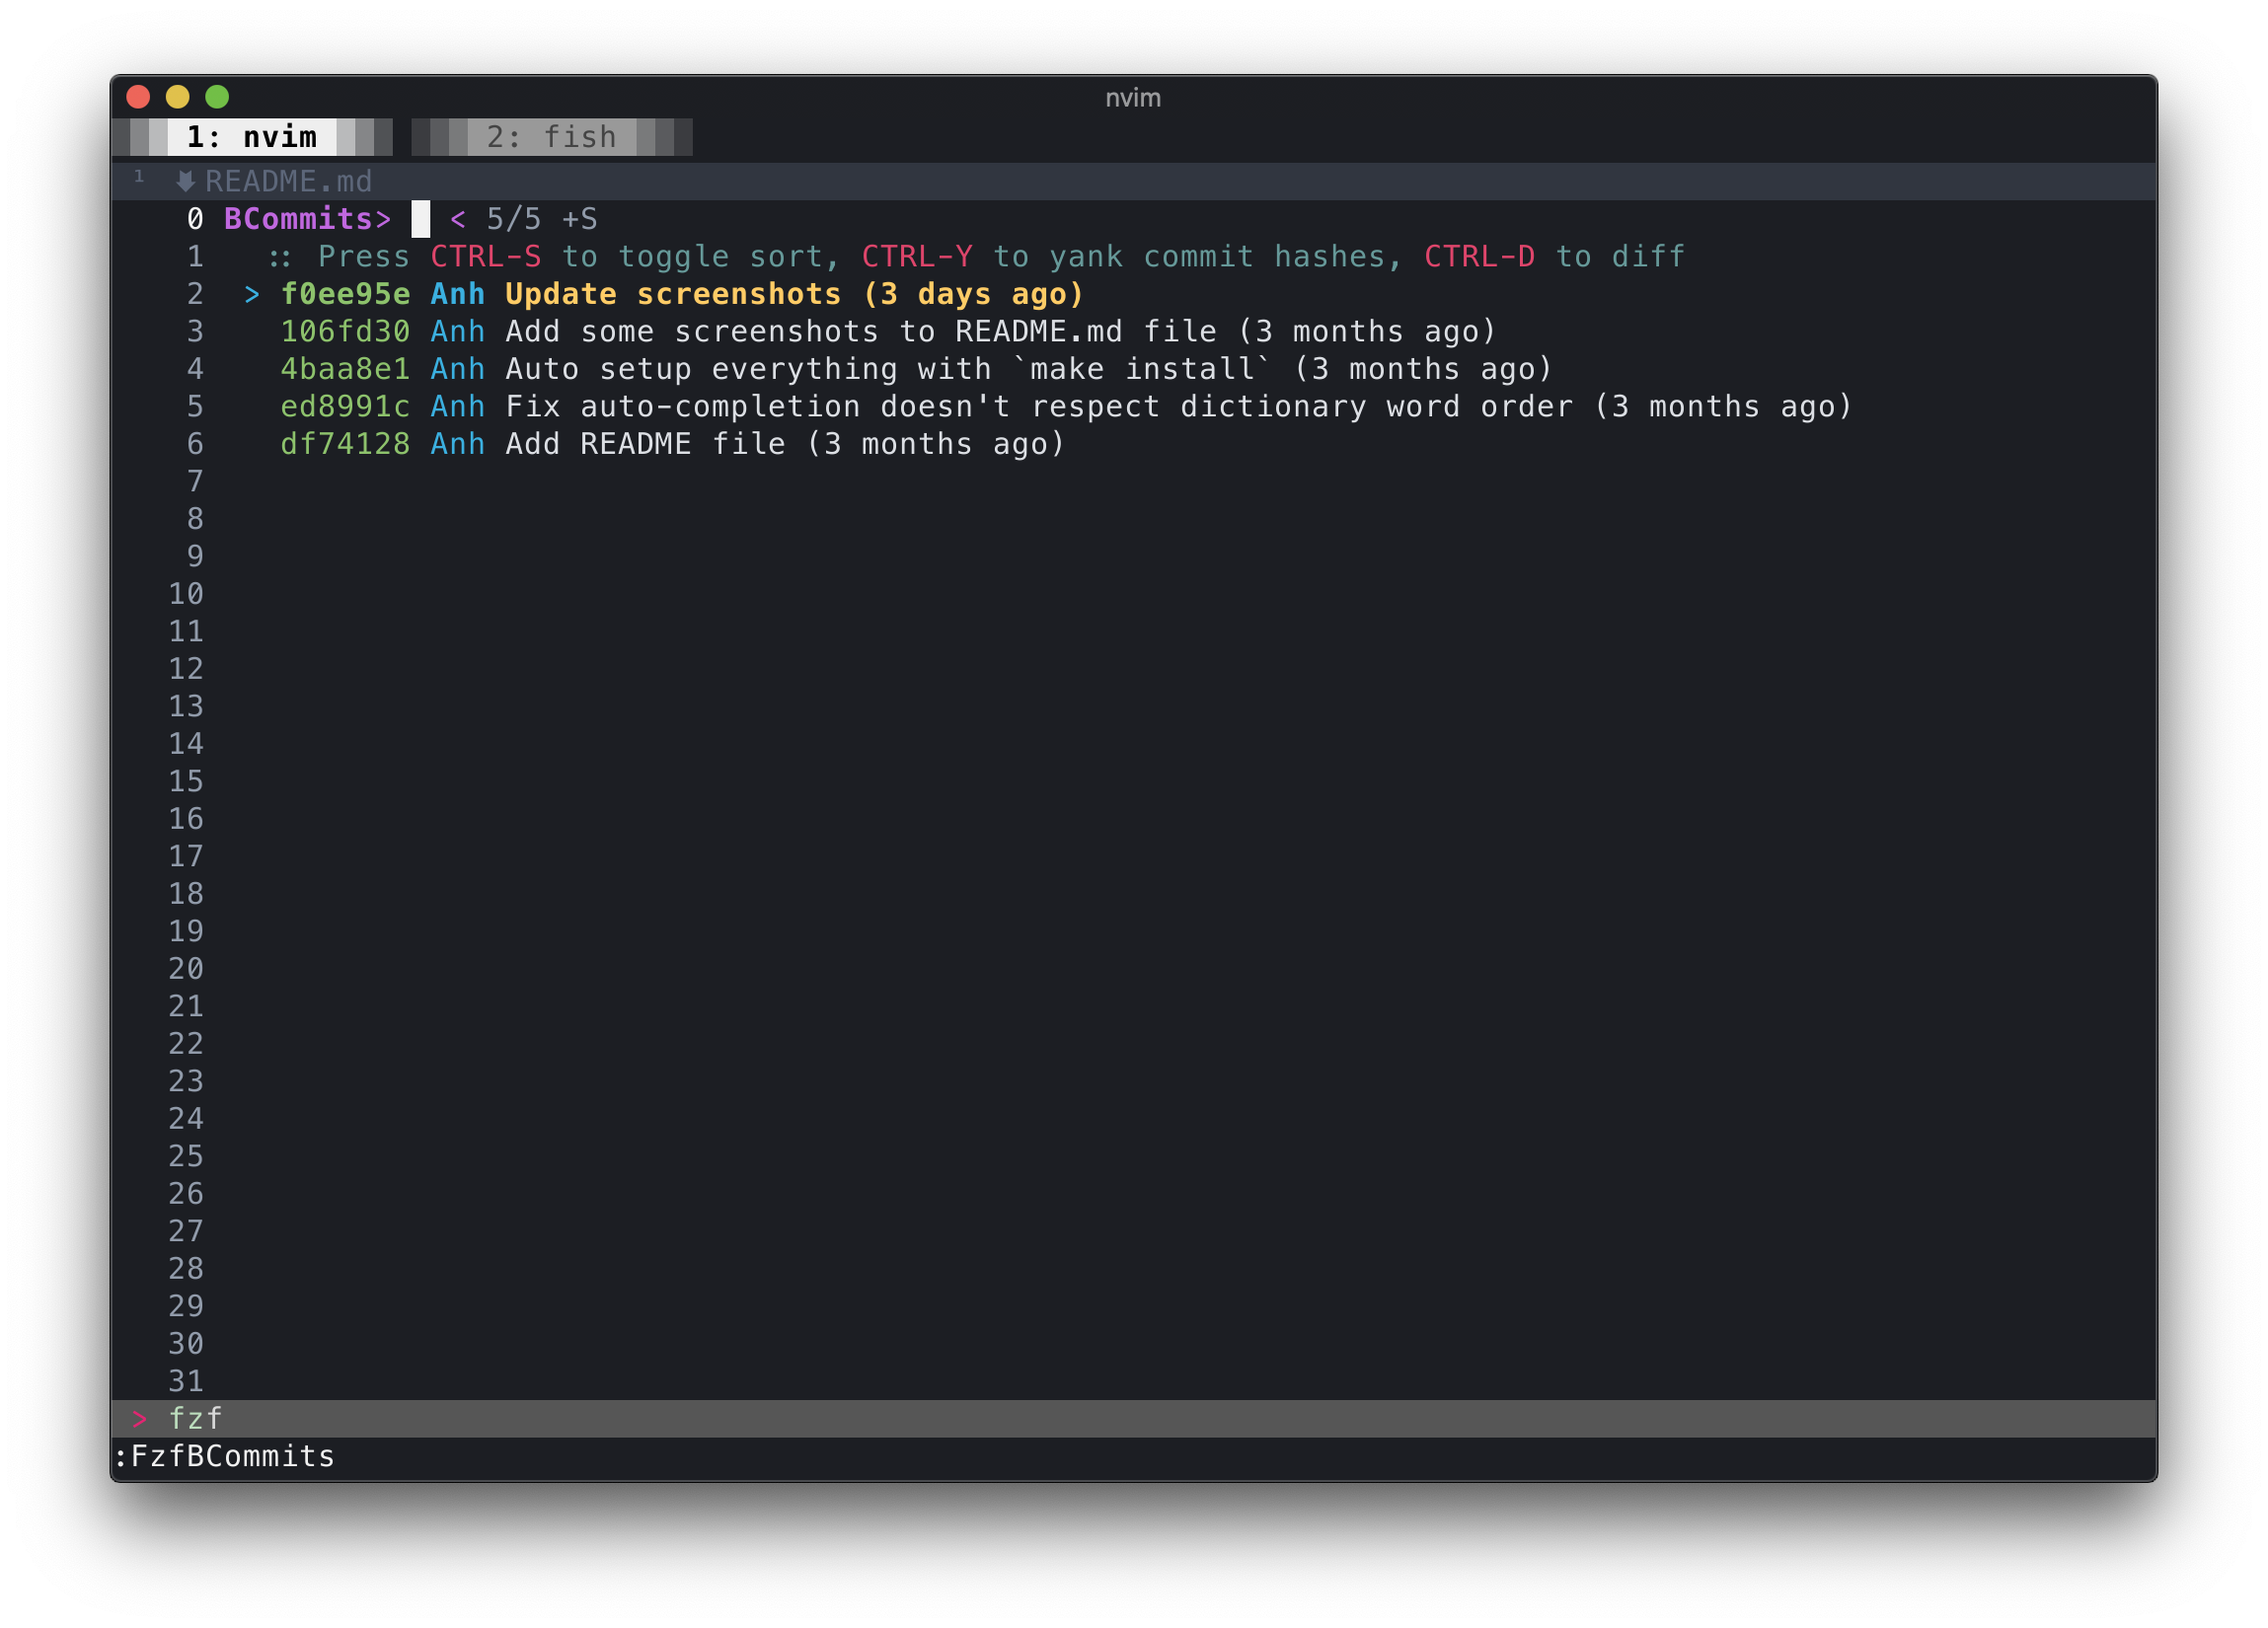 nvim
1: nvim 2: fish
1 README.md
0 BCommits> < 5/5 +S
1 :: Press CTRL-S to toggle sort, CTRL-Y to yank commit hashes, CTRL-D to diff
2 > f0ee95e Anh Update screenshots (3 days ago)
3 106fd30 Anh Add some screenshots to README.md file (3 months ago)
4 4baa8e1 Anh Auto setup everything with `make install` (3 months ago)
5 ed8991c Anh Fix auto-completion doesn't respect dictionary word order (3 months ago)
6 df74128 Anh Add README file (3 months ago)
7
8
9
10
11
12
13
14
15
16
17
18
19
20
21
22
23
24
25
26
27
28
29
30
31
> fzf
:FzfBCommits